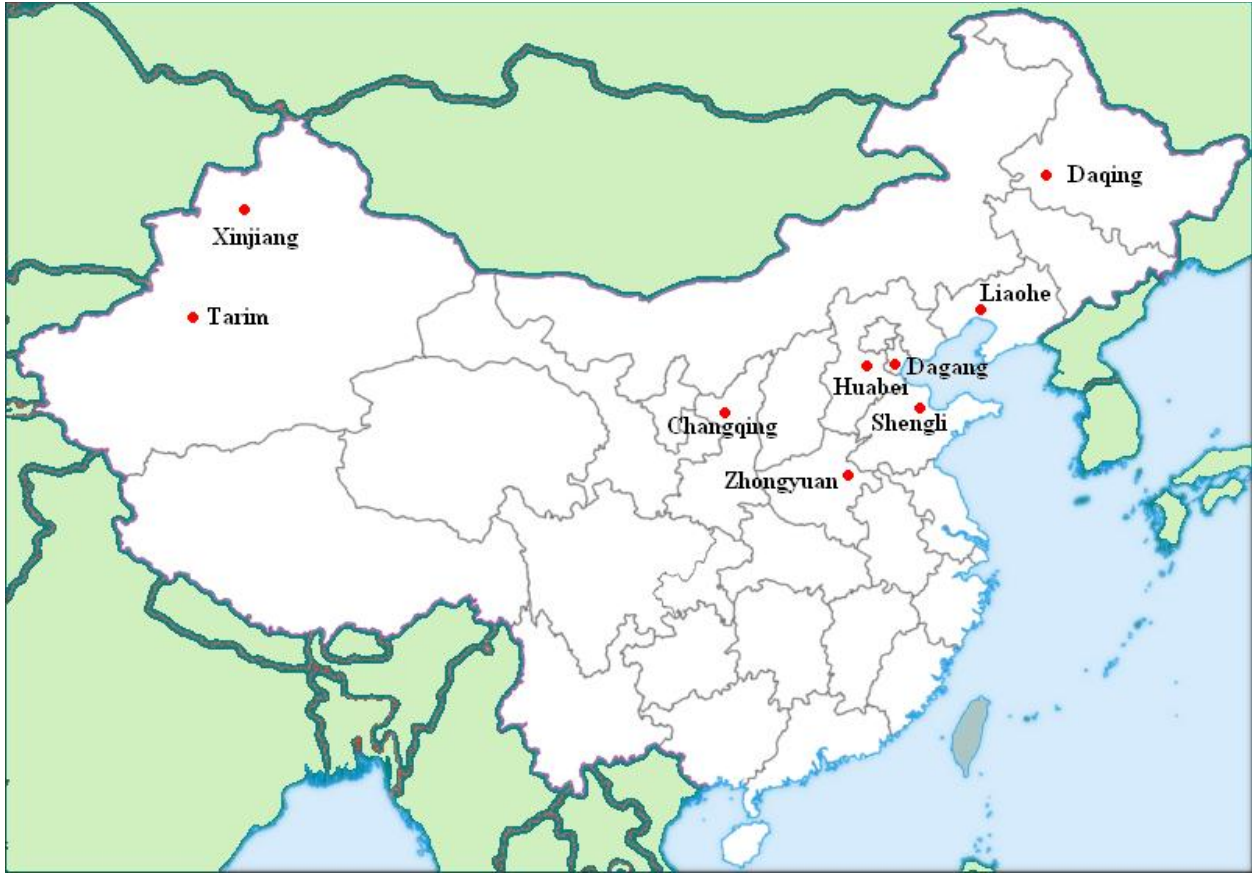 Daqing
Xinjiang
Liaohe
Tarim
Dagang
Huabei
Changqing
Shengli
Zhongyuan